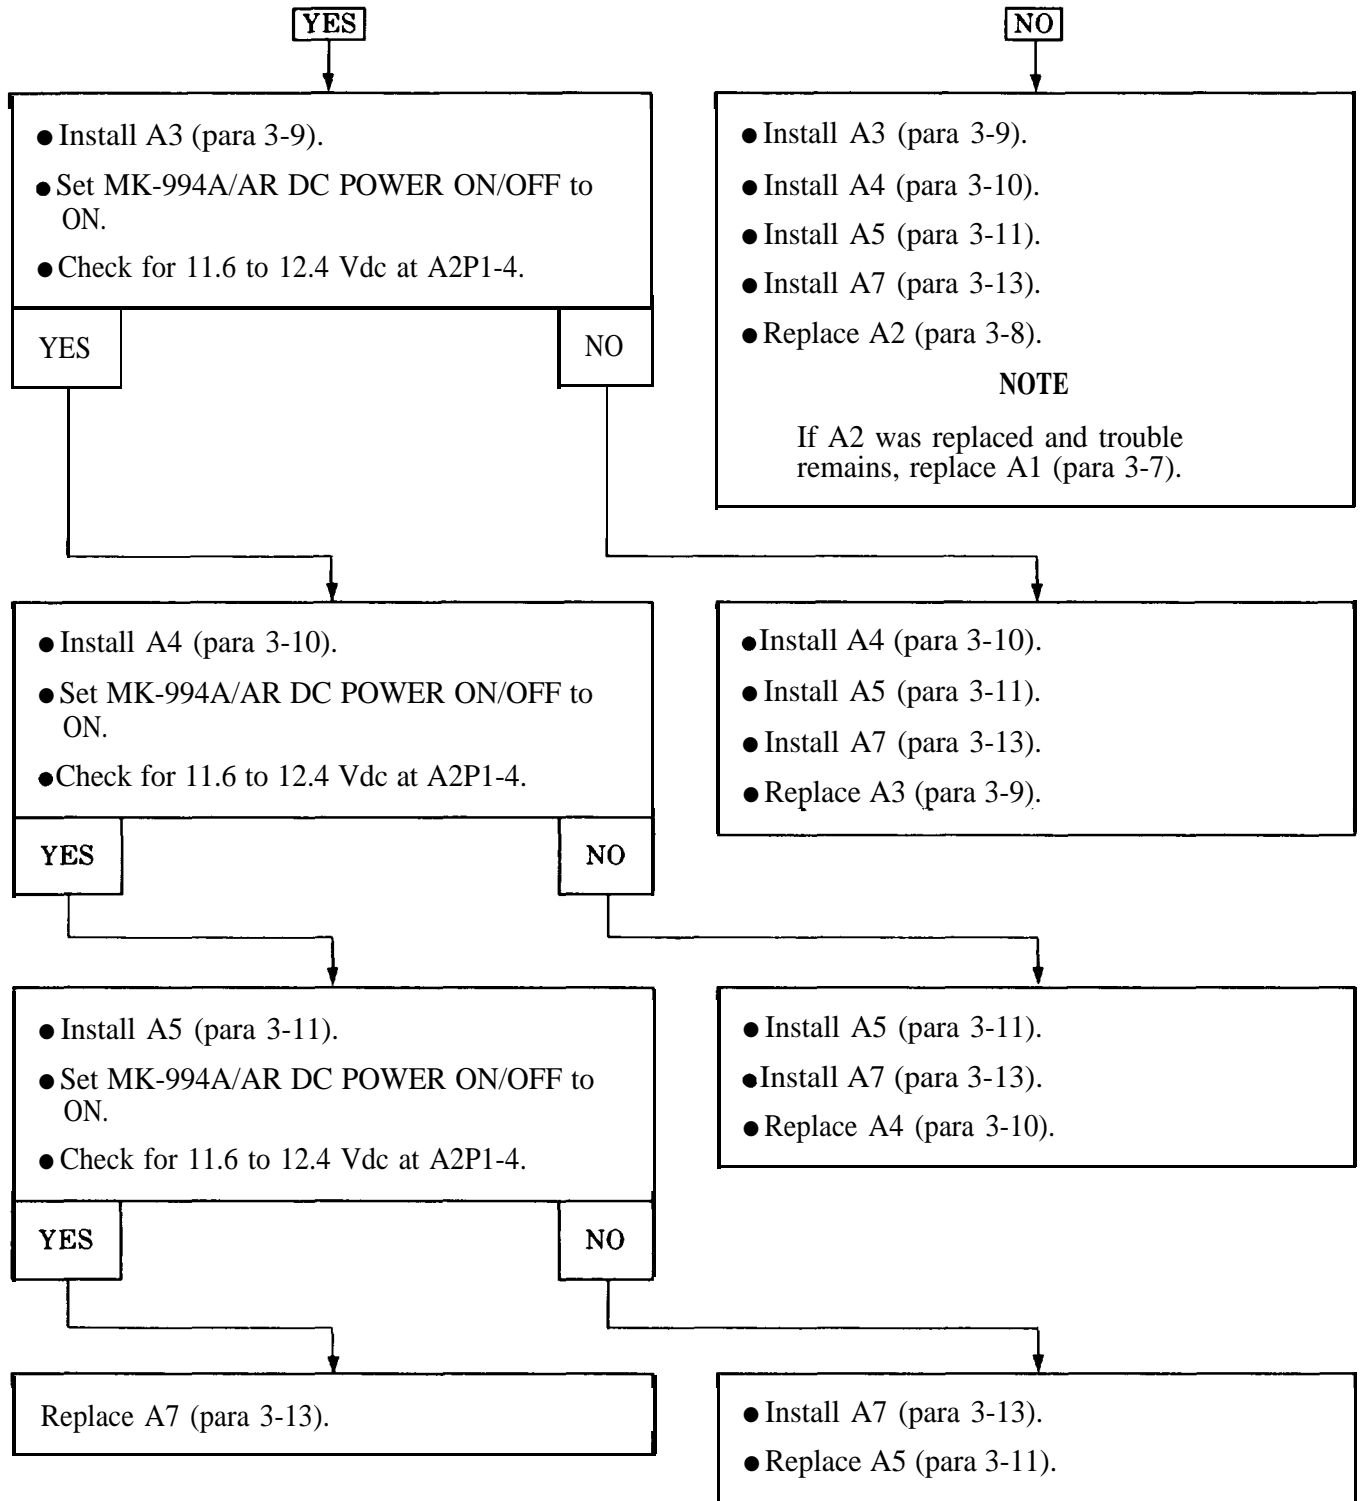 YES
NO
● Install A3 (para 3-9).
● Set MK-994A/AR DC POWER ON/OFF to
ON.
● Check for 11.6 to 12.4 Vdc at A2P1-4.
YES
NO
● Install A3 (para 3-9).
● Install A4 (para 3-10).
● Install A5 (para 3-11).
● Install A7 (para 3-13).
● Replace A2 (para 3-8).
NOTE
If A2 was replaced and trouble
remains, replace A1 (para 3-7).
● Install A4 (para 3-10).
● Set MK-994A/AR DC POWER ON/OFF to
ON.
● Check for 11.6 to 12.4 Vdc at A2P1-4.
YES
NO
● Install A4 (para 3-10).
● Install A5 (para 3-11).
● Install A7 (para 3-13).
● Replace A3 (para 3-9).
● Install A5 (para 3-11).
● Set MK-994A/AR DC POWER ON/OFF to
ON.
● Check for 11.6 to 12.4 Vdc at A2P1-4.
YES
NO
● Install A5 (para 3-11).
● Install A7 (para 3-13).
● Replace A4 (para 3-10).
Replace A7 (para 3-13).
● Install A7 (para 3-13).
● Replace A5 (para 3-11).